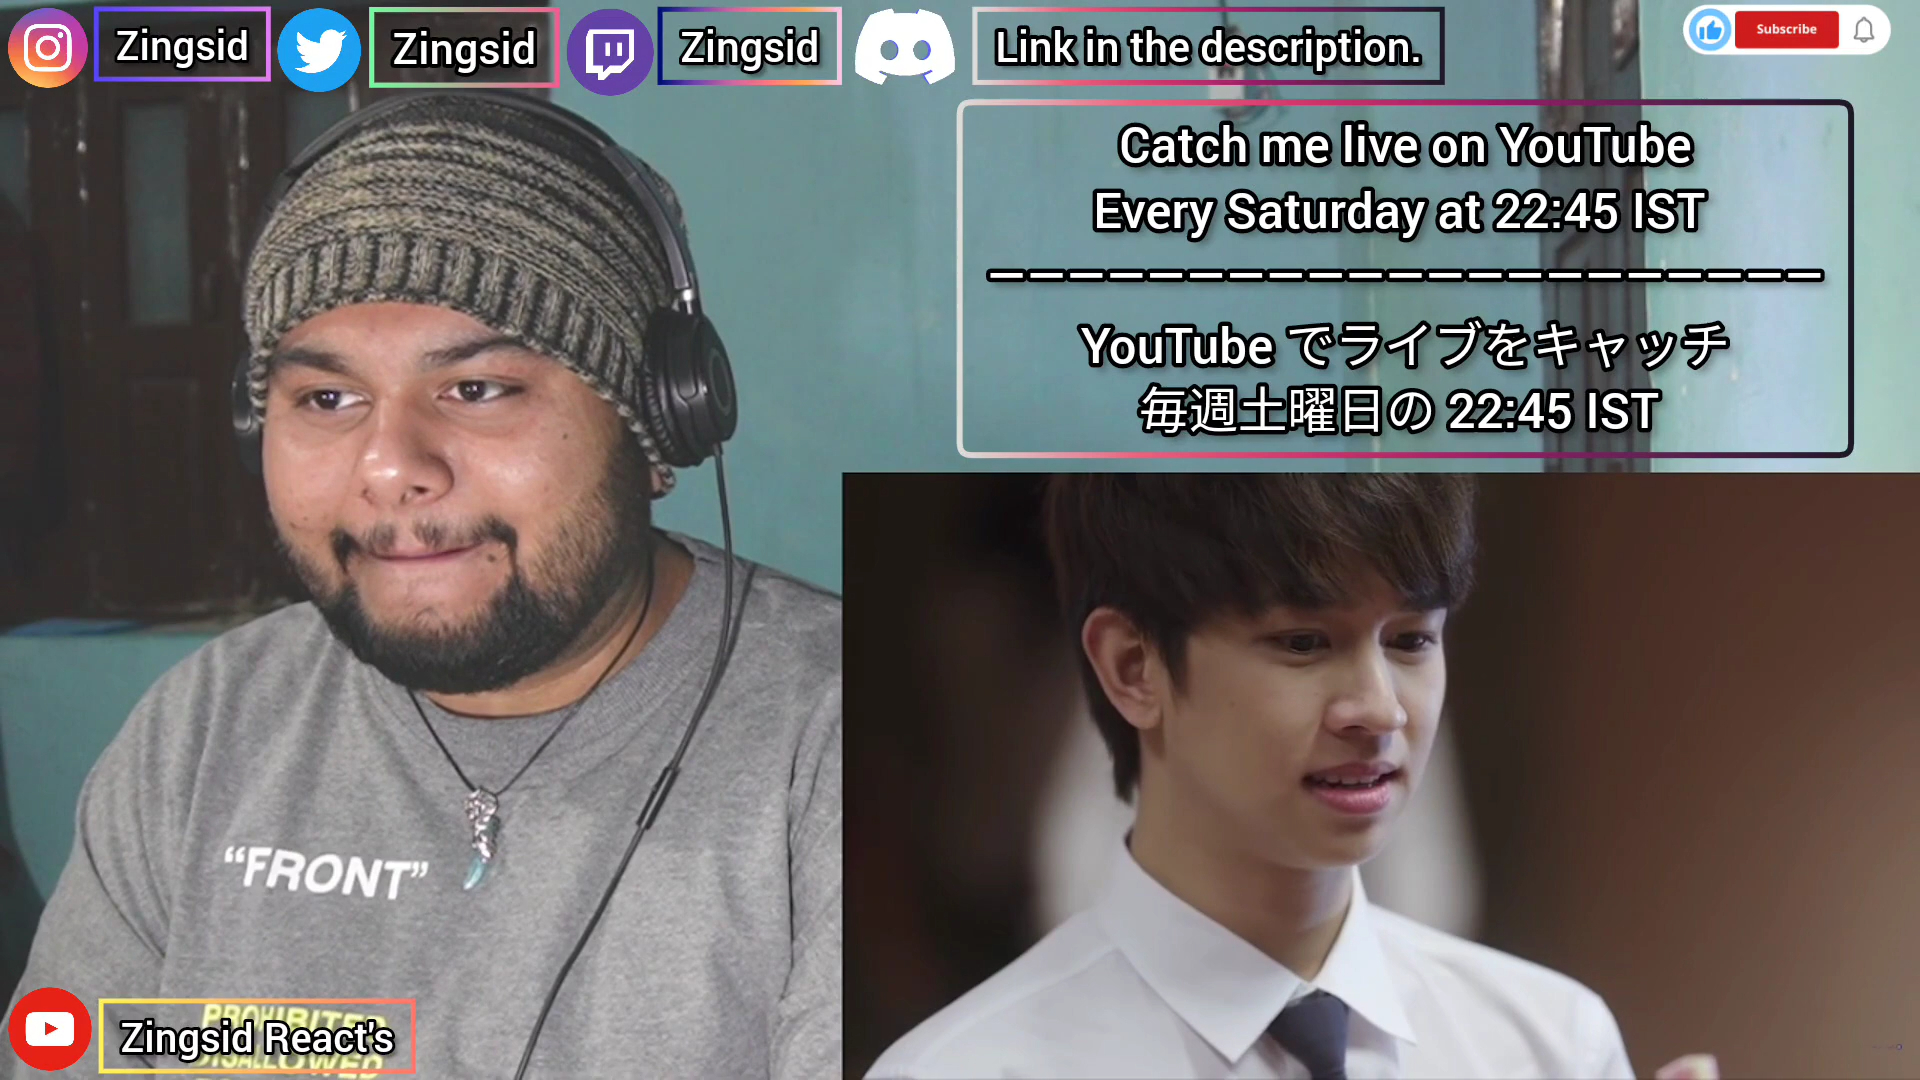 Zingsid
Zingsid
Zingsid
Link in the description.
Subscribe
Catch me live on YouTube
Every Saturday at 22:45 IST
YouTube でライブをキャッチ
毎週土曜日の 22:45 IST
“FRONT”
PROHIBITED
Zingsid React's
DISALLOWED